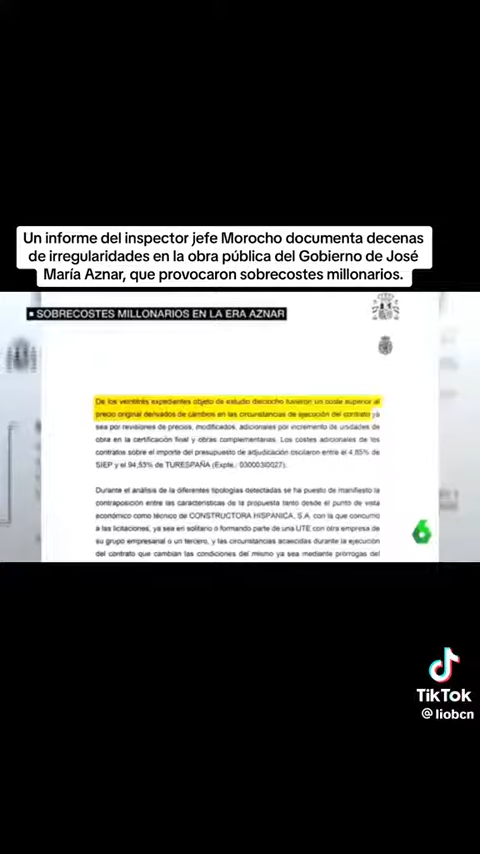 Un informe del inspector jefe Morocho documenta decenas
de irregularidades en la obra pública del Gobierno de José
María Aznar, que provocaron sobrecostes millonarios.
SOBRECOSTES MILLONARIOS EN LA ERA AZNAR
De los veintitrés expedientes objeto de estudio dieciocho tuvieron un coste superior al
precio original derivados de cambios en las circunstancias de ejecución del contrato ya
sea por revisiones de precios, modificados, adicionales por incremento de unidades de
obra en la certificación final y obras complementarias. Los costes adicionales de los
contratos sobre el importe del presupuesto de adjudicación oscilaron entre el 4,85% de
SIEP y el 94,53% de TURESPAÑA (Expte.: 030003/0027).
Durante el análisis de la diferentes tipologías detectadas se ha puesto de manifiesto la
contraposición entre las características de la propuesta tanto desde el punto de vista
económico como técnico de CONSTRUCTORA HISPANICA, S.A. con la que concurrió
a las licitaciones, ya sea en solitario o formando parte de una UTE con otra empresa de
su grupo empresarial o un tercero, y las circunstancias acaecidas durante la ejecución
del contrato que cambian las condiciones del mismo ya sea mediante prórrogas del
6
TikTok
@liobcn